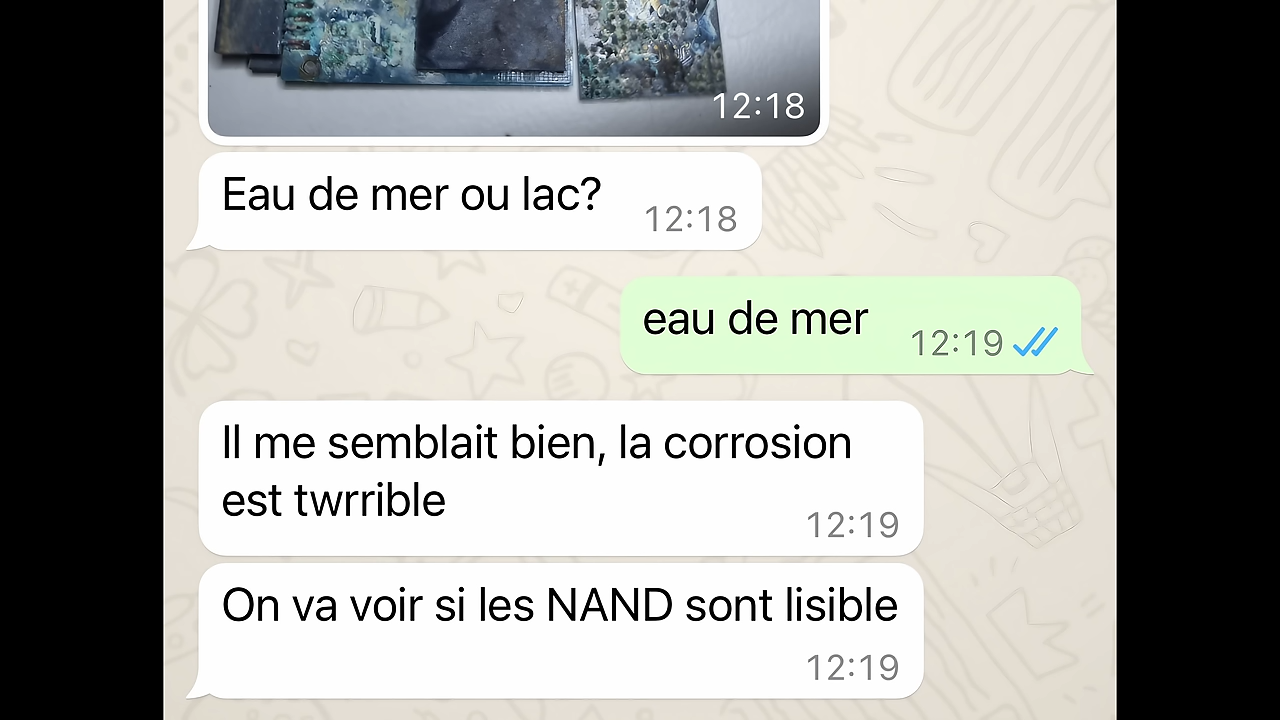 12:18
Eau de mer ou lac?
12:18
eau de mer
12:19
Il me semblait bien, la corrosion
est twrrible
12:19
On va voir si les NAND sont lisible
12:19